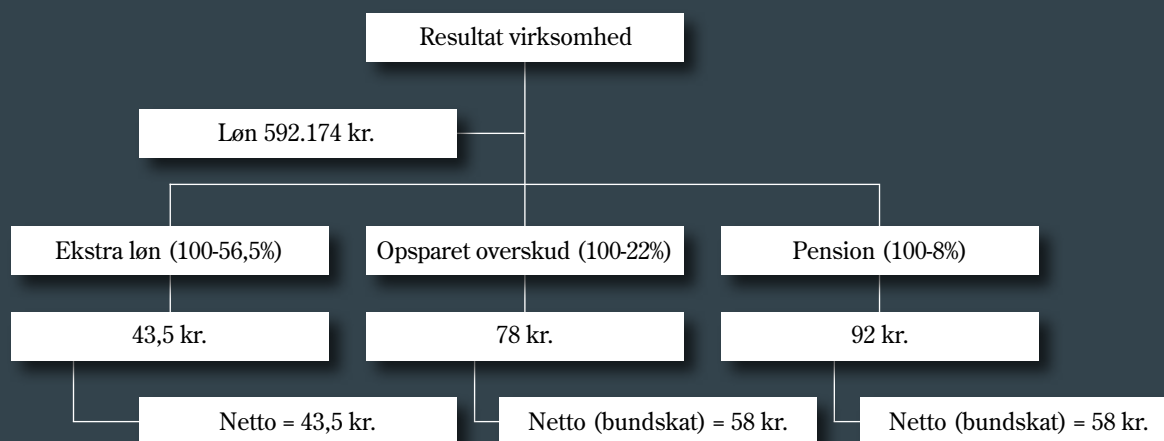 Resultat virksomhed
Løn 592.174 kr.
Ekstra løn (100-56,5%)
Opsparet overskud (100-22%)
Pension (100-8%)
43,5 kr.
78 kr.
92 kr.
Netto = 43,5 kr.
Netto (bundskat) = 58 kr.
Netto (bundskat) = 58 kr.